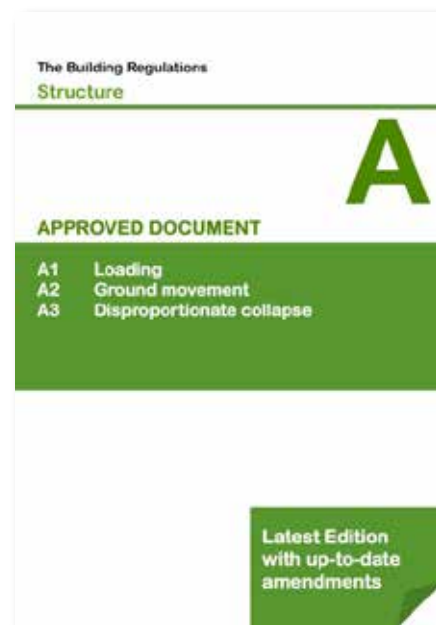 The Building Regulations
Structure
A
APPROVED DOCUMENT
A1 Loading
A2 Ground movement
A3 Disproportionate collapse
Latest Edition
with up-to-date
amendments